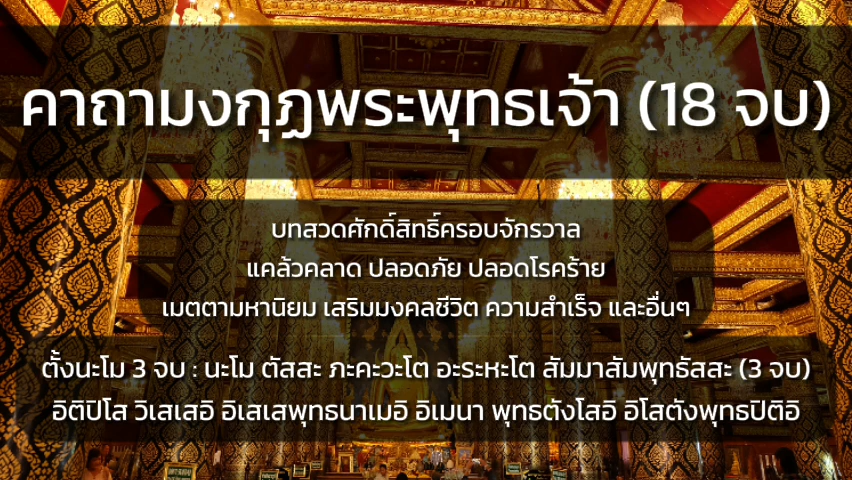 คาถามงกุฏพระพุทธเจ้า (18 จบ)
บทสวดศักดิ์สิทธิ์ครอบจักรวาล
แคล้วคลาด ปลอดภัย ปลอดโรคร้าย
เมตตามหานิยม เสริมมงคลชีวิต ความสำเร็จ และอื่นๆ
ตั้งนะโม 3 จบ : นะโม ตัสสะ ภะคะวะโต อะระหะโต สัมมาสัมพุทธัสสะ (3 จบ)
อิติปิโส วิเสเสอิ อิเสเสพุทธนาเมอิ อิเมนา พุทธตังโสอิ อิโสตังพุทธปิติอิ